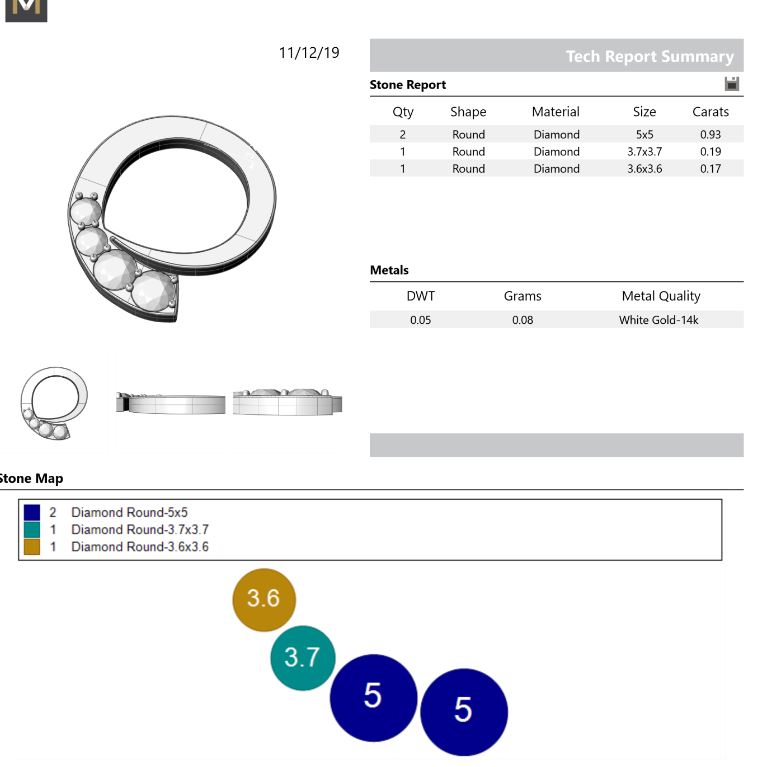 M
11/12/19
Tech Report Summary
Stone Report
Qty Shape Material Size Carats
2 Round Diamond 5x5 0.93
1 Round Diamond 3.7x3.7 0.19
1 Round Diamond 3.6x3.6 0.17
Metals
DWT Grams Metal Quality
0.05 0.08 White Gold-14k
Stone Map
2 Diamond Round-5x5
1 Diamond Round-3.7x3.7
1 Diamond Round-3.6x3.6
3.6
3.7
5
5